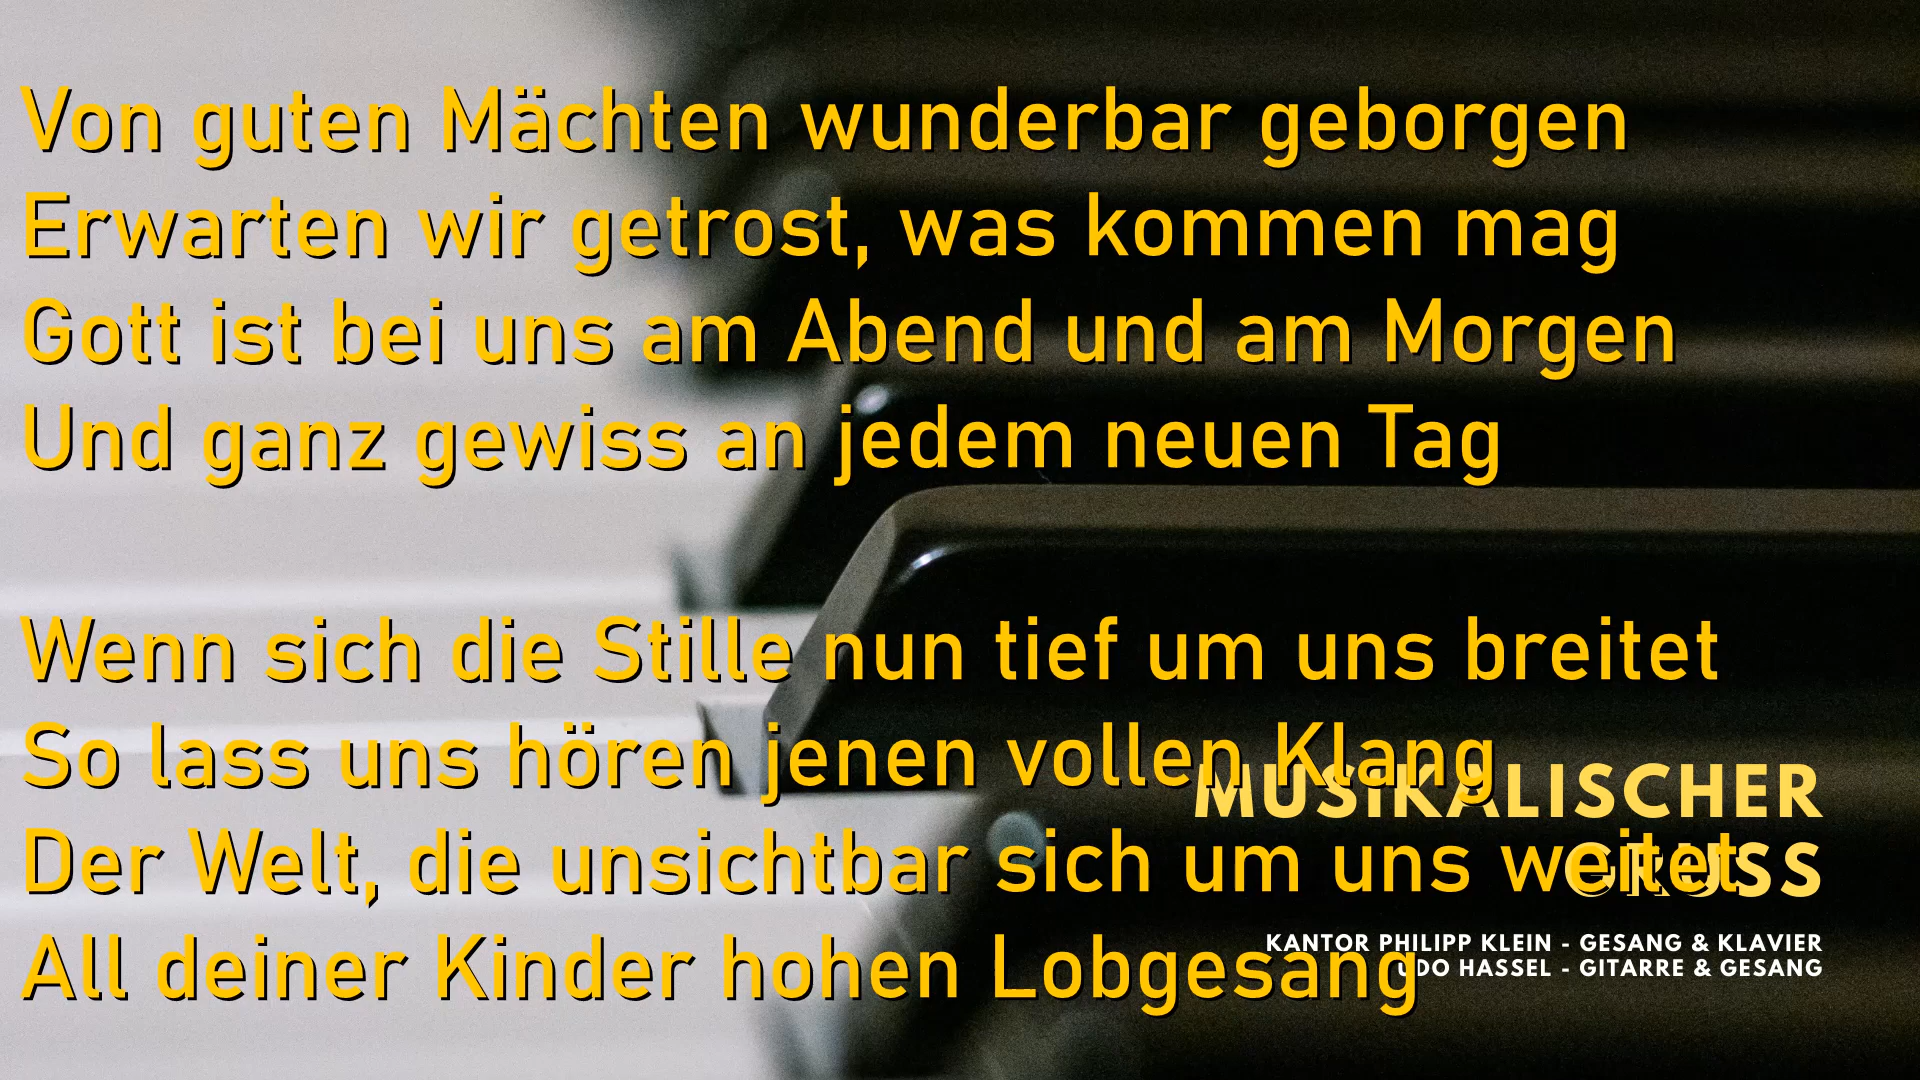 Von guten Mächten wunderbar geborgen
Erwarten wir getrost, was kommen mag
Gott ist bei uns am Abend und am Morgen
Und ganz gewiss an jedem neuen Tag
Wenn sich die Stille nun tief um uns breitet
So lass uns hören jenen vollen Klang
Der Welt, die unsichtbar sich um uns weitet
All deiner Kinder hohen Lobgesang
MUSIKALISCHER
GRUSS
KANTOR PHILIPP KLEIN - GESANG & KLAVIER
UDO HASSEL - GITARRE & GESANG